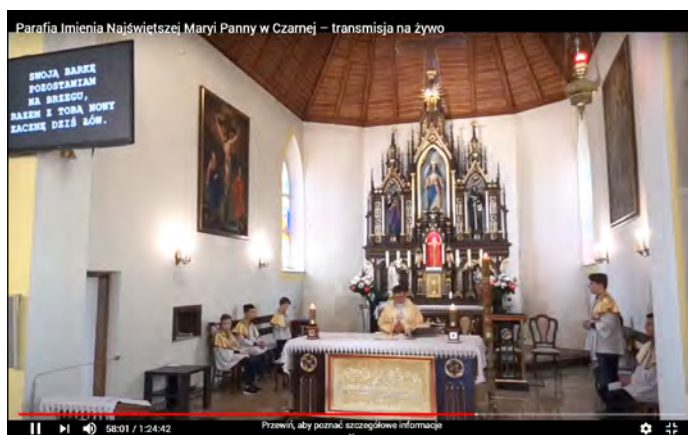 Parafia Imienia Najświętszej Maryi Panny w Czarnej – transmisja na żywo
SWOJĄ BARKĘ
POZOSTAWIAM
NA BRZEGU,
RAZEM Z TOBĄ NOWY
ZACZNĘ DZIŚ ŁÓW.
58:01 / 1:24:42
Przewiń, aby poznać szczegółowe informacje